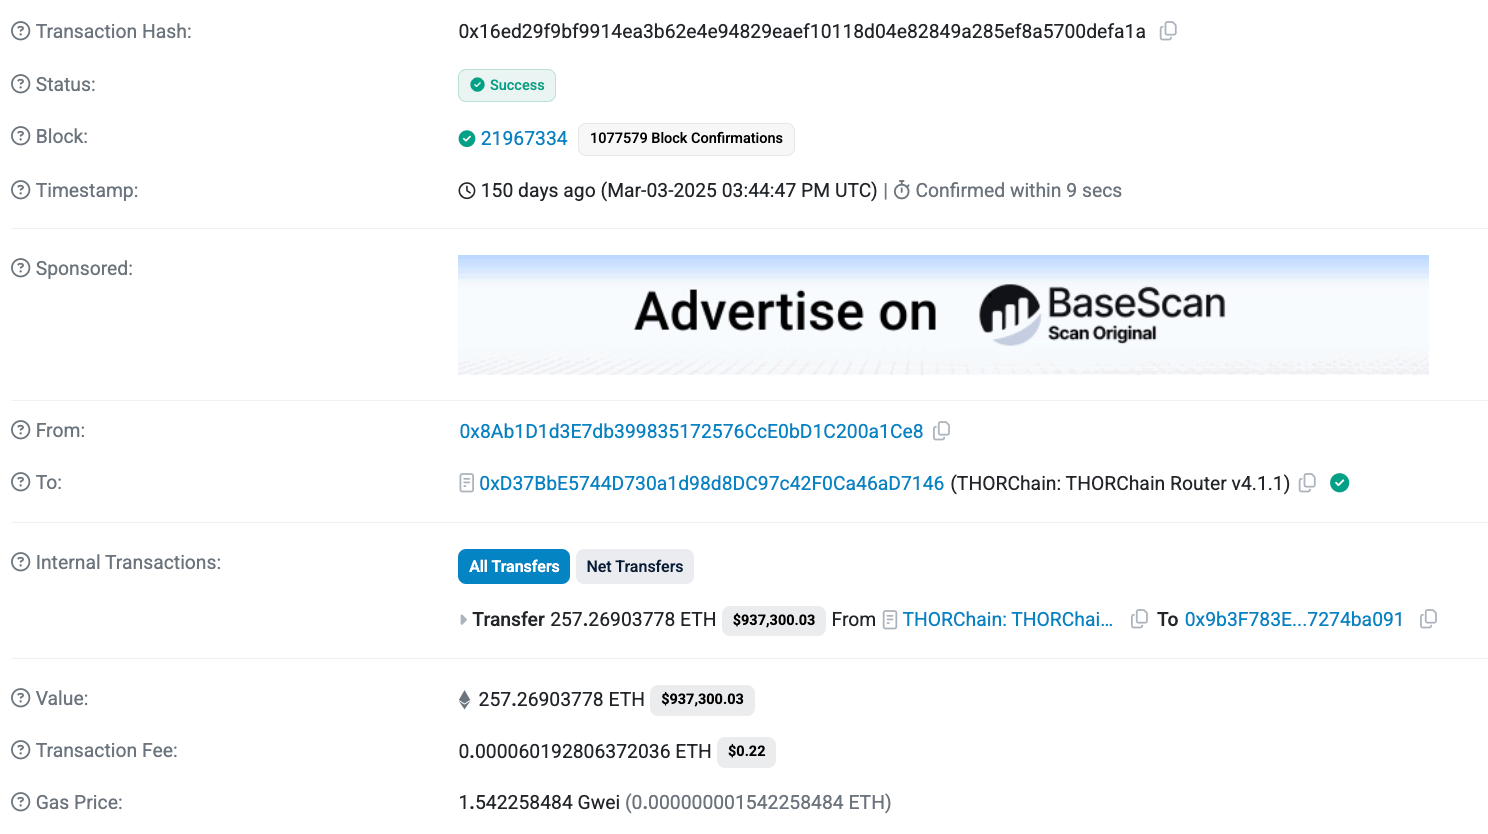 Transaction Hash: 0x16ed29f9bf9914ea3b62e4e94829eaef10118d04e82849a285ef8a5700defa1a
Status: Success
Block: 21967334 1077579 Block Confirmations
Timestamp: 150 days ago (Mar-03-2025 03:44:47 PM UTC) | Confirmed within 9 secs
Sponsored:
Advertise on BaseScan
Scan Original
From: 0x8Ab1D1d3E7db399835172576CcE0bD1C200a1Ce8
To: 0xD37BbE5744D730a1d98d8DC97c42F0Ca46aD7146 (THORChain: THORChain Router v4.1.1)
Internal Transactions: All Transfers Net Transfers
Transfer 257.26903778 ETH $937,300.03 From THORChain: THORChai... To 0x9b3F783E...7274ba091
Value: 257.26903778 ETH $937,300.03
Transaction Fee: 0.000060192806372036 ETH $0.22
Gas Price: 1.542258484 Gwei (0.000000001542258484 ETH)